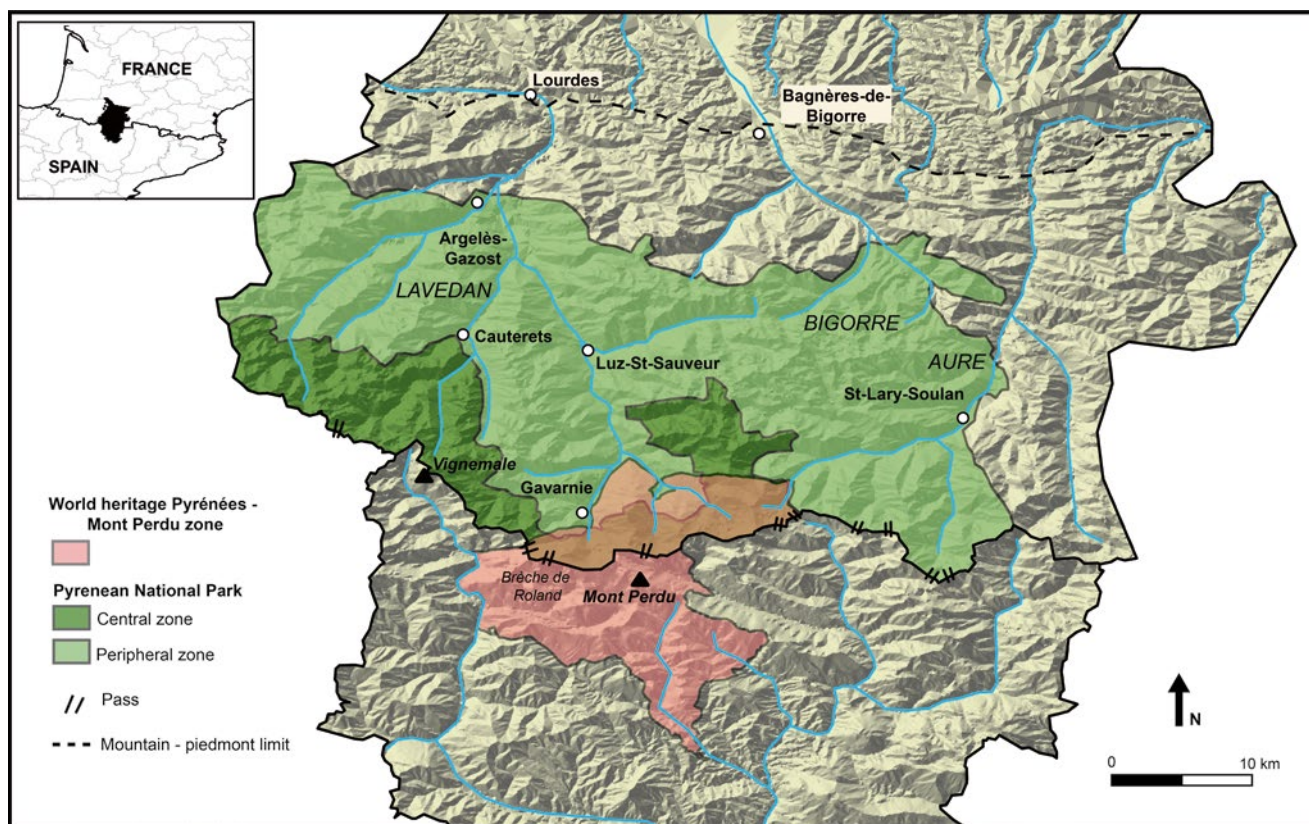 FRANCE
SPAIN
Lourdes
Bagnères-de-
Bigorre
Argelès-
Gazost
LAVEDAN
BIGORRE
Cauterets
Luz-St-Sauveur
AURE
St-Lary-Soulan
Vignemale
Gavarnie
Brèche de
Roland
Mont Perdu
World heritage Pyrénées -
Mont Perdu zone
Pyrenean National Park
Central zone
Peripheral zone
Pass
Mountain - piedmont limit
N
0 10 km